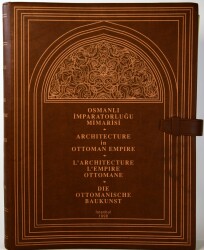 OSMANLI
İMPARATORLUĞU
MİMARİSİ
ARCHITECTURE
in
OTTOMAN EMPIRE
L'ARCHITECTURE
L'EMPIRE
OTTOMANE
DIE
OTTOMANISCHE
BAUKUNST